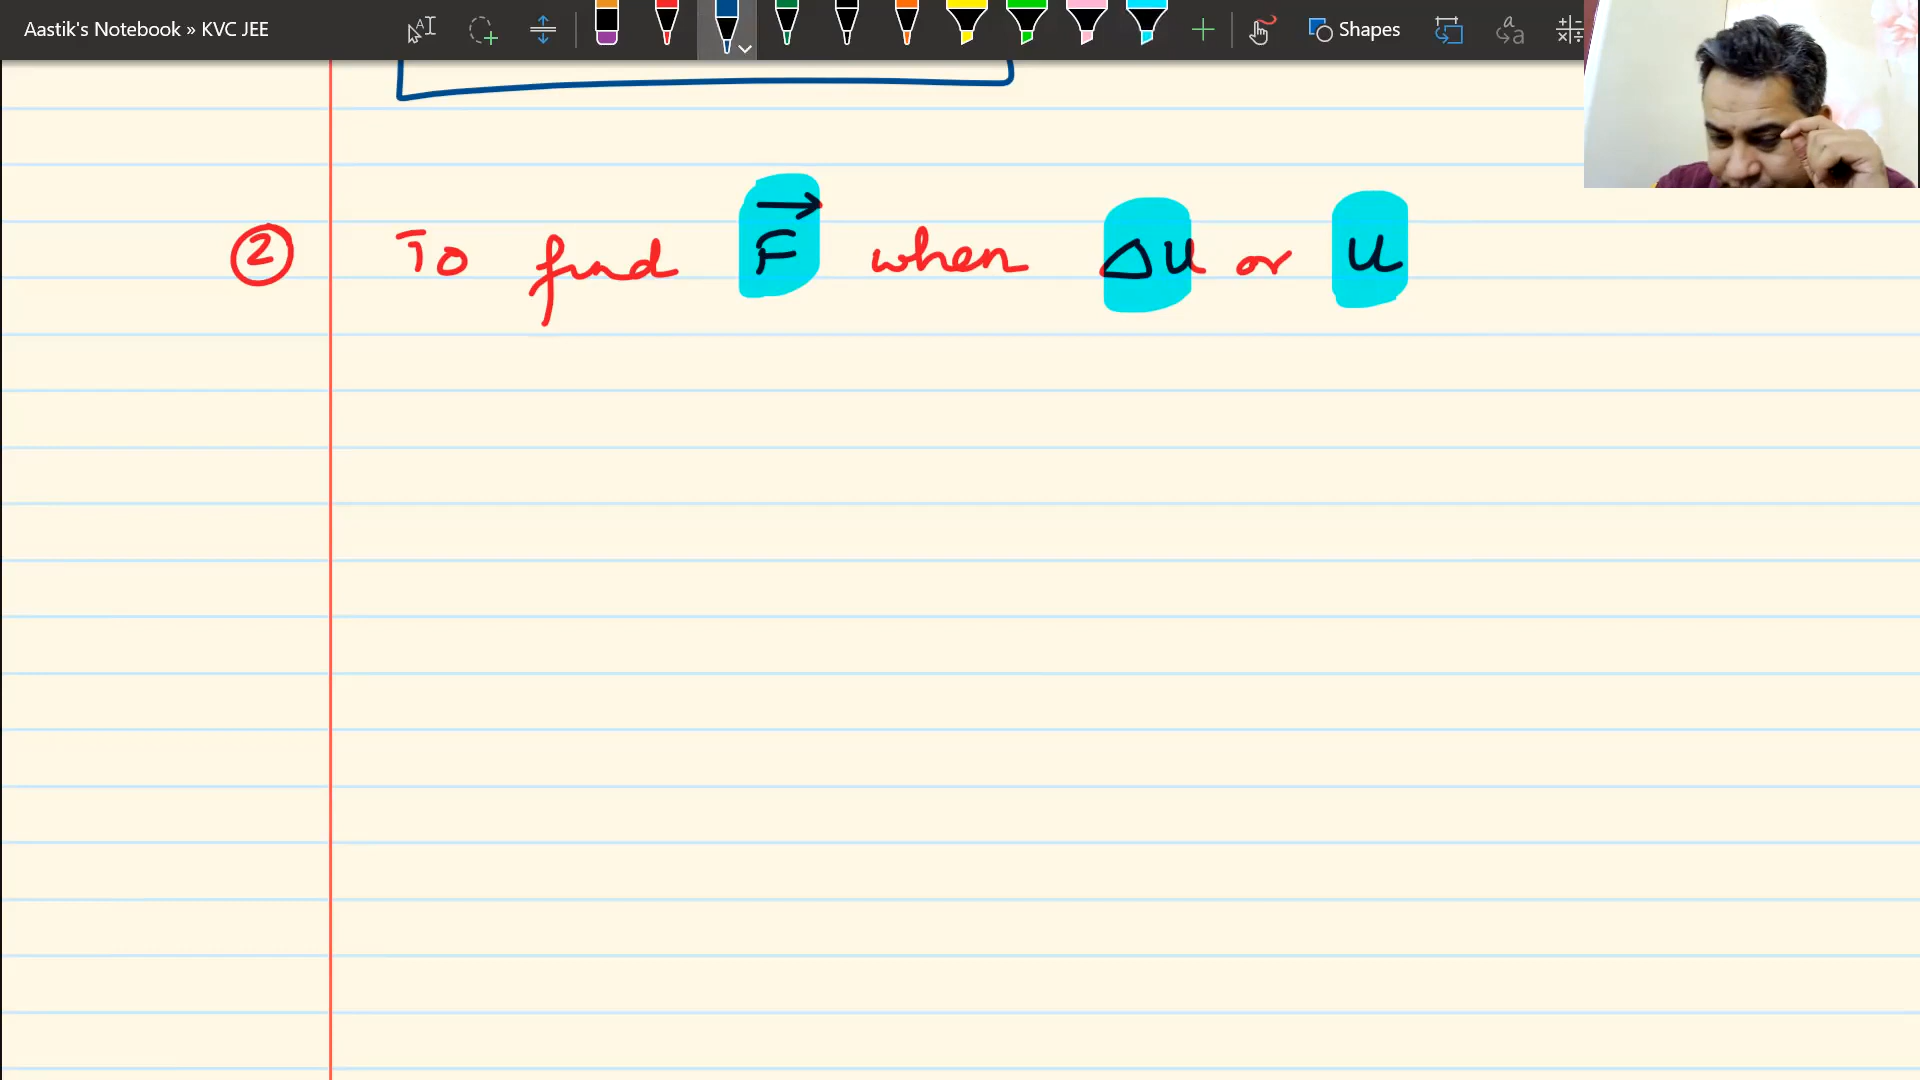 Aastik's Notebook » KVC JEE
Shapes
② To find F⃗ when ΔU or U